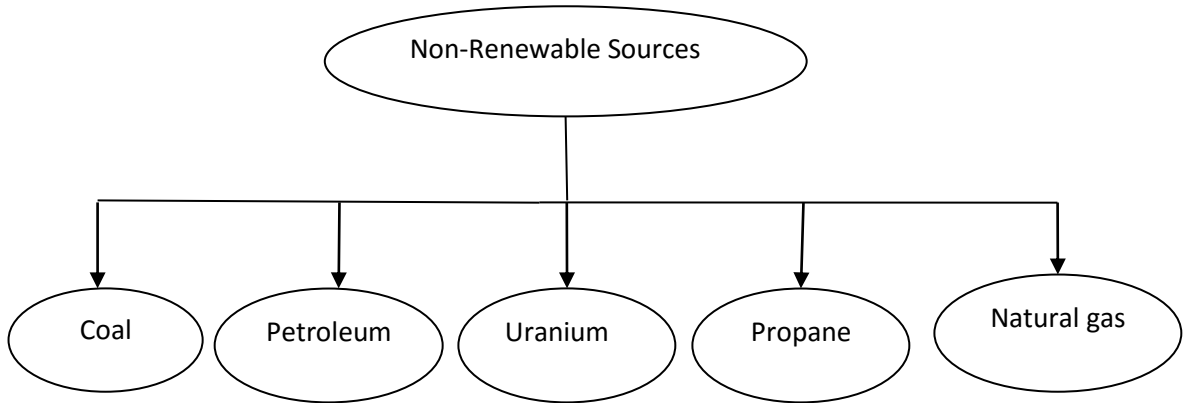 Non-Renewable Sources
Coal
Petroleum
Uranium
Propane
Natural gas